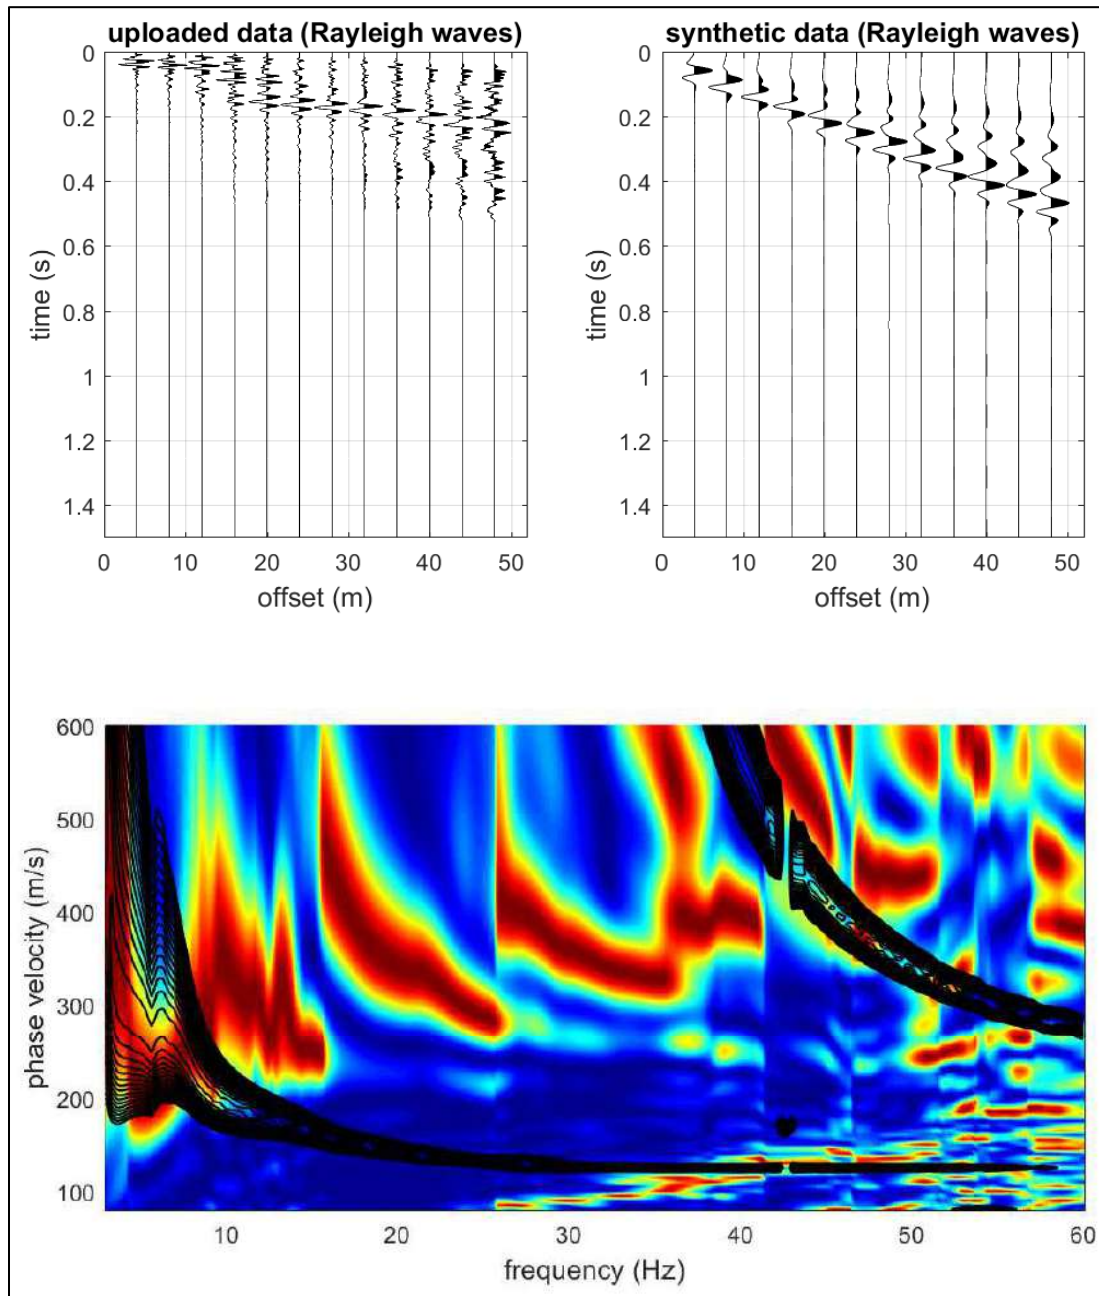 uploaded data (Rayleigh waves)
synthetic data (Rayleigh waves)
0
0.2
0.4
0.6
0.8
1
1.2
1.4
time (s)
0 10 20 30 40 50
offset (m)
0
0.2
0.4
0.6
0.8
1
1.2
1.4
time (s)
0 10 20 30 40 50
offset (m)
600
500
400
300
200
100
phase velocity (m/s)
10 20 30 40 50 60
frequency (Hz)